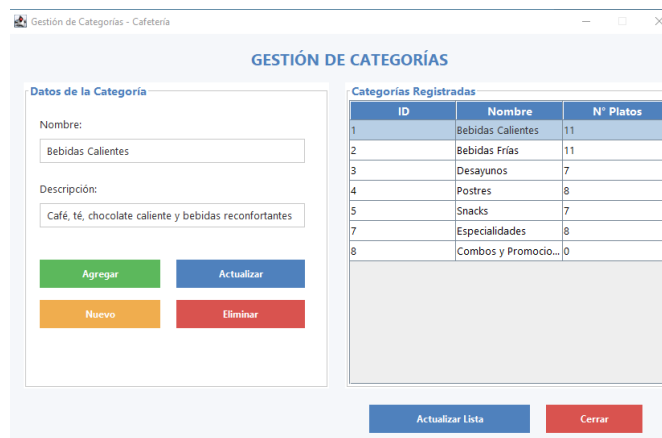 Gestión de Categorías - Cafetería
GESTIÓN DE CATEGORÍAS
Datos de la Categoría
Nombre:
Bebidas Calientes
Descripción:
Café, té, chocolate caliente y bebidas reconfortantes
Agregar Actualizar
Nuevo Eliminar
Categorías Registradas
ID Nombre N° Platos
1 Bebidas Calientes 11
2 Bebidas Frías 11
3 Desayunos 7
4 Postres 8
5 Snacks 7
7 Especialidades 8
8 Combos y Promocio... 0
Actualizar Lista Cerrar